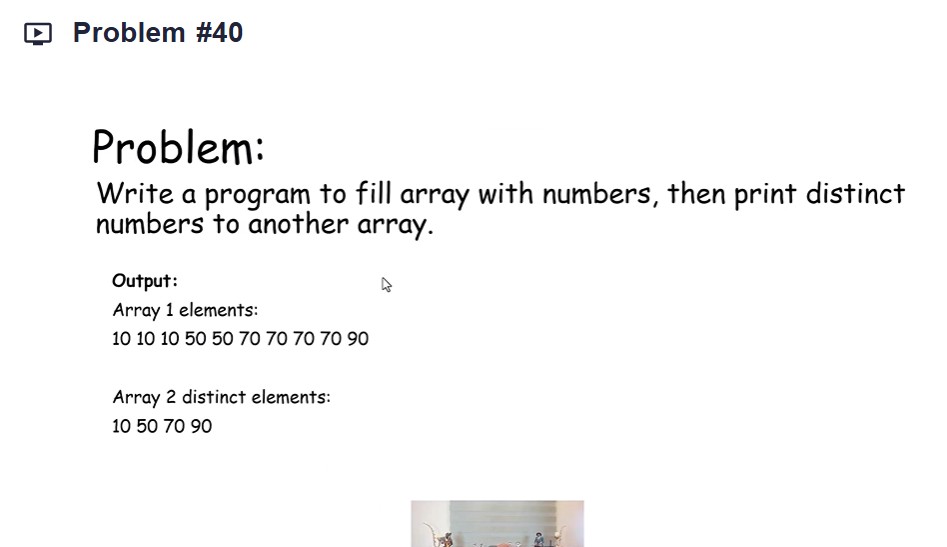 Problem #40
Problem:
Write a program to fill array with numbers, then print distinct
numbers to another array.
Output:
Array 1 elements:
10 10 10 50 50 70 70 70 70 90
Array 2 distinct elements:
10 50 70 90